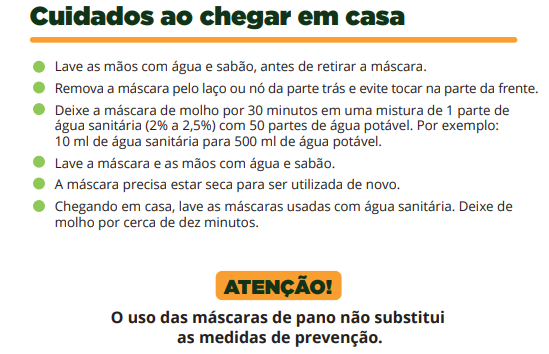 Cuidados ao chegar em casa
Lave as mãos com água e sabão, antes de retirar a máscara.
Remova a máscara pelo laço ou nó da parte trás e evite tocar na parte da frente.
Deixe a máscara de molho por 30 minutos em uma mistura de 1 parte de
água sanitária (2% a 2,5%) com 50 partes de água potável. Por exemplo:
10 ml de água sanitária para 500 ml de água potável.
Lave a máscara e as mãos com água e sabão.
A máscara precisa estar seca para ser utilizada de novo.
Chegando em casa, lave as máscaras usadas com água sanitária. Deixe de
molho por cerca de dez minutos.
ATENÇÃO!
O uso das máscaras de pano não substitui
as medidas de prevenção.